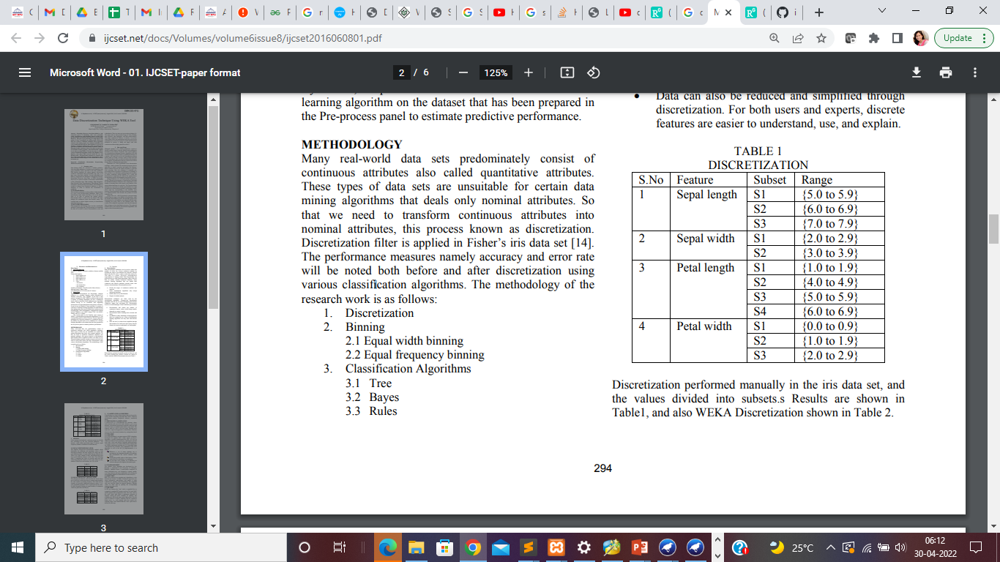 ijcset.net/docs/Volumes/volume6issue8/ijcset2016060801.pdf
Update
Microsoft Word - 01. IJCSET-paper format
2 / 6
125%
1
2
3
learning algorithm on the dataset that has been prepared in
the Pre-process panel to estimate predictive performance.
METHODOLOGY
Many real-world data sets predominately consist of
continuous attributes also called quantitative attributes.
These types of data sets are unsuitable for certain data
mining algorithms that deals only nominal attributes. So
that we need to transform continuous attributes into
nominal attributes, this process known as discretization.
Discretization filter is applied in Fisher's iris data set [14].
The performance measures namely accuracy and error rate
will be noted both before and after discretization using
various classification algorithms. The methodology of the
research work is as follows:
1. Discretization
2. Binning
2.1 Equal width binning
2.2 Equal frequency binning
3. Classification Algorithms
3.1 Tree
3.2 Bayes
3.3 Rules
• Data can also be reduced and simplified through
discretization. For both users and experts, discrete
features are easier to understand, use, and explain.
TABLE 1
DISCRETIZATION
S.No Feature Subset Range
1 Sepal length S1 {5.0 to 5.9}
S2 {6.0 to 6.9}
S3 {7.0 to 7.9}
2 Sepal width S1 {2.0 to 2.9}
S2 {3.0 to 3.9}
3 Petal length S1 {1.0 to 1.9}
S2 {4.0 to 4.9}
S3 {5.0 to 5.9}
S4 {6.0 to 6.9}
4 Petal width S1 {0.0 to 0.9}
S2 {1.0 to 1.9}
S3 {2.0 to 2.9}
Discretization performed manually in the iris data set, and
the values divided into subsets.s Results are shown in
Table1, and also WEKA Discretization shown in Table 2.
294
Type here to search
25°C
06:12
30-04-2022